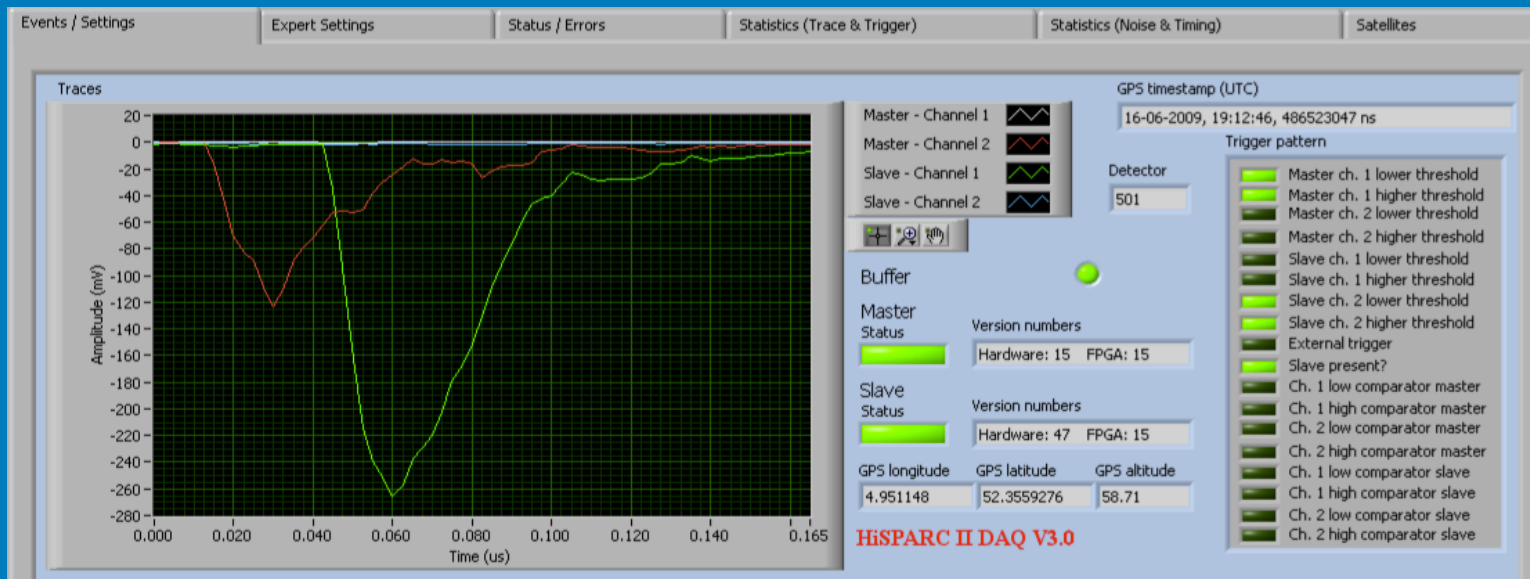 Events / Settings
Expert Settings
Status / Errors
Statistics (Trace & Trigger)
Statistics (Noise & Timing)
Satellites
Traces
20
0
-20
-40
-60
-80
-100
-120
-140
-160
-180
-200
-220
-240
-260
-280
Amplitude (mV)
0.000
0.020
0.040
0.060
0.080
0.100
0.120
0.140
0.165
Time (us)
Master - Channel 1
Master - Channel 2
Slave - Channel 1
Slave - Channel 2
GPS timestamp (UTC)
16-06-2009, 19:12:46, 486523047 ns
Detector
501
Buffer
Master
Status
Version numbers
Hardware: 15 FPGA: 15
Slave
Status
Version numbers
Hardware: 47 FPGA: 15
GPS longitude
GPS latitude
GPS altitude
4.951148
52.3559276
58.71
HiSPARC II DAQ V3.0
Trigger pattern
Master ch. 1 lower threshold
Master ch. 1 higher threshold
Master ch. 2 lower threshold
Master ch. 2 higher threshold
Slave ch. 1 lower threshold
Slave ch. 1 higher threshold
Slave ch. 2 lower threshold
Slave ch. 2 higher threshold
External trigger
Slave present?
Ch. 1 low comparator master
Ch. 1 high comparator master
Ch. 2 low comparator master
Ch. 2 high comparator master
Ch. 1 low comparator slave
Ch. 1 high comparator slave
Ch. 2 low comparator slave
Ch. 2 high comparator slave